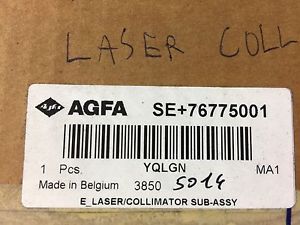 LASER COLL
AGFA SE+76775001
1 Pcs. YQLGN MA1
Made in Belgium 3850 5014
E_LASER/COLLIMATOR SUB-ASSY